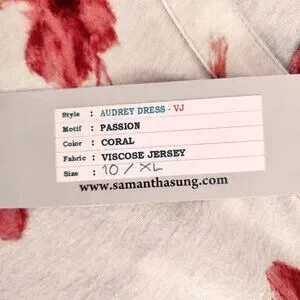 Style : AUDREY DRESS - VJ
Motif : PASSION
Color : CORAL
Fabric : VISCOSE JERSEY
Size : 10 / XL
www.samanthasung.com